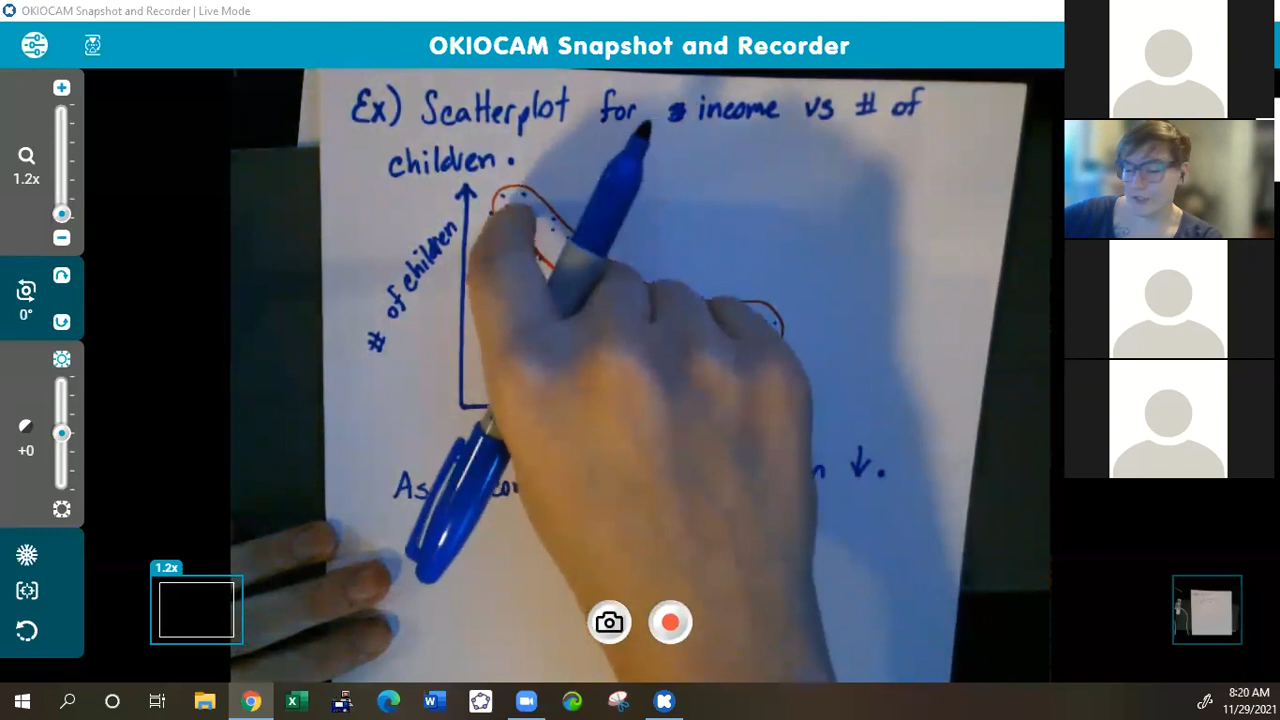 OKIOCAM Snapshot and Recorder | Live Mode
OKIOCAM Snapshot and Recorder
1.2x
0°
+0
Ex) Scatterplot for income vs # of
children.
# of children
As ↓.
1.2x
8:20 AM
11/29/2021